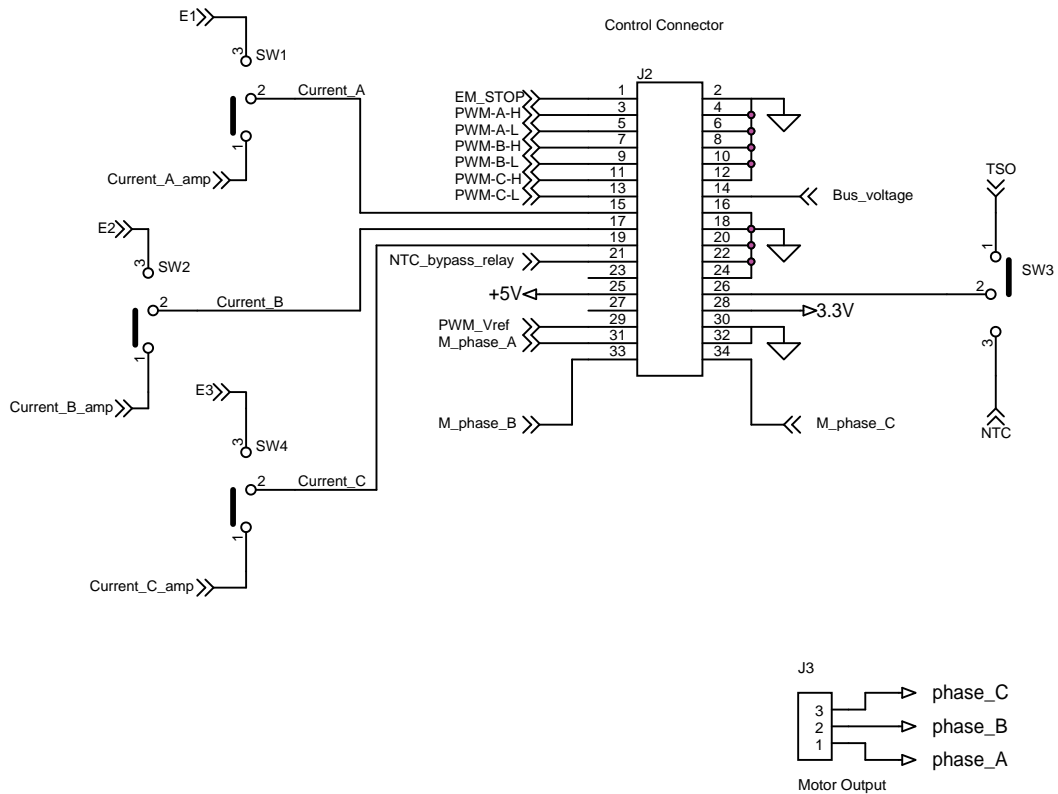 Control Connector
E1
3
SW1
2
Current_A
1
Current_A_amp
E2
3
SW2
2
Current_B
1
Current_B_amp
E3
3
SW4
2
Current_C
1
Current_C_amp
J2
EM_STOP 1 2
PWM-A-H 3 4
PWM-A-L 5 6
PWM-B-H 7 8
PWM-B-L 9 10
PWM-C-H 11 12
PWM-C-L 13 14 Bus_voltage
15 16
17 18
19 20
NTC_bypass_relay 21 22
23 24
+5V 25 26
27 28 3.3V
PWM_Vref 29 30
M_phase_A 31 32
33 34
M_phase_B
M_phase_C
TSO
1
SW3
2
3
NTC
J3
3 phase_C
2 phase_B
1 phase_A
Motor Output